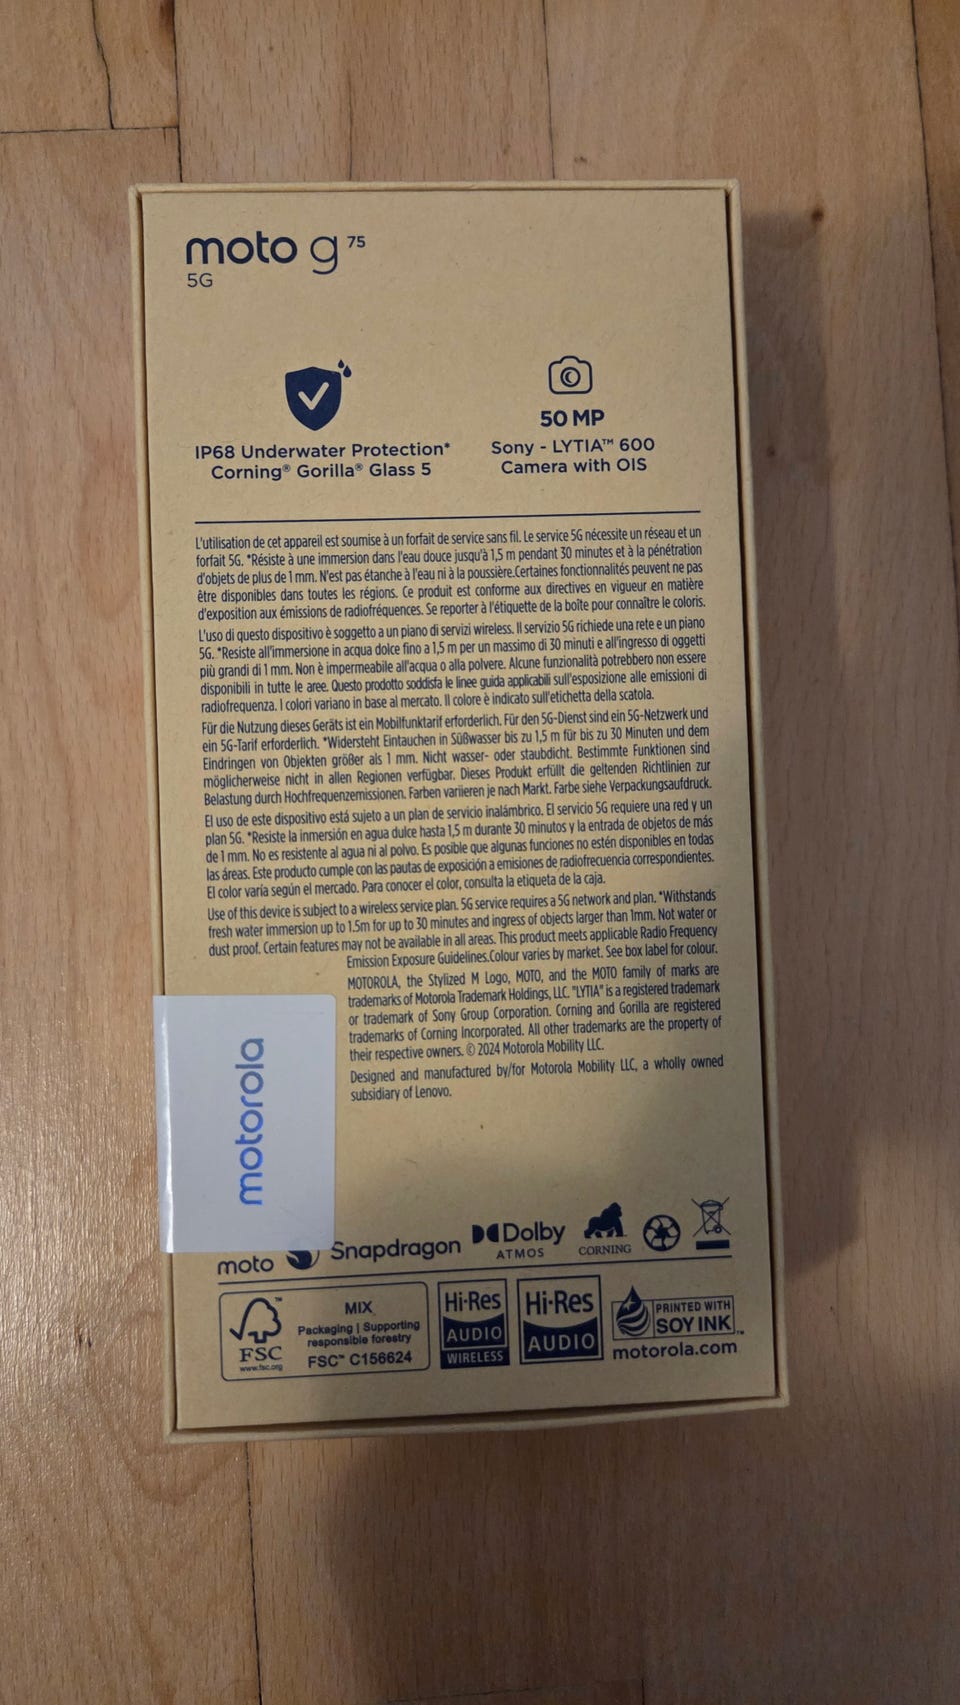 moto g 75
5G
IP68 Underwater Protection*
Corning® Gorilla® Glass 5
50 MP
Sony - LYTIA™ 600
Camera with OIS
L'utilisation de cet appareil est soumise à un forfait de service sans fil. Le service 5G nécessite un réseau et un
forfait 5G. *Résiste à une immersion dans l'eau douce jusqu'à 1,5 m pendant 30 minutes et à la pénétration
d'objets de plus de 1 mm. N'est pas étanche à l'eau ni à la poussière.Certaines fonctionnalités peuvent ne pas
être disponibles dans toutes les régions. Ce produit est conforme aux directives en vigueur en matière
d'exposition aux émissions de radiofréquences. Se reporter à l'étiquette de la boîte pour connaître le coloris.
L'uso di questo dispositivo è soggetto a un piano di servizi wireless. Il servizio 5G richiede una rete e un piano
5G. *Resiste all'immersione in acqua dolce fino a 1,5 m per un massimo di 30 minuti e all'ingresso di oggetti
più grandi di 1 mm. Non è impermeabile all'acqua o alla polvere. Alcune funzionalità potrebbero non essere
disponibili in tutte le aree. Questo prodotto soddisfa le linee guida applicabili sull'esposizione alle emissioni di
radiofrequenza. I colori variano in base al mercato. Il colore è indicato sull'etichetta della scatola.
Für die Nutzung dieses Geräts ist ein Mobilfunktarif erforderlich. Für den 5G-Dienst sind ein 5G-Netzwerk und
ein 5G-Tarif erforderlich. *Widersteht Eintauchen in Süßwasser bis zu 1,5 m für bis zu 30 Minuten und dem
Eindringen von Objekten größer als 1 mm. Nicht wasser- oder staubdicht. Bestimmte Funktionen sind
möglicherweise nicht in allen Regionen verfügbar. Dieses Produkt erfüllt die geltenden Richtlinien zur
Belastung durch Hochfrequenzemissionen. Farben variieren je nach Markt. Farbe siehe Verpackungsaufdruck.
El uso de este dispositivo está sujeto a un plan de servicio inalámbrico. El servicio 5G requiere una red y un
plan 5G. *Resiste la inmersión en agua dulce hasta 1,5 m durante 30 minutos y la entrada de objetos de más
de 1 mm. No es resistente al agua ni al polvo. Es posible que algunas funciones no estén disponibles en todas
las áreas. Este producto cumple con las pautas de exposición a emisiones de radiofrecuencia correspondientes.
El color varía según el mercado. Para conocer el color, consulta la etiqueta de la caja.
Use of this device is subject to a wireless service plan. 5G service requires a 5G network and plan. *Withstands
fresh water immersion up to 1.5m for up to 30 minutes and ingress of objects larger than 1mm. Not water or
dust proof. Certain features may not be available in all areas. This product meets applicable Radio Frequency
Emission Exposure Guidelines.Colour varies by market. See box label for colour.
MOTOROLA, the Stylized M Logo, MOTO, and the MOTO family of marks are
trademarks of Motorola Trademark Holdings, LLC. "LYTIA" is a registered trademark
or trademark of Sony Group Corporation. Corning and Gorilla are registered
trademarks of Corning Incorporated. All other trademarks are the property of
their respective owners. © 2024 Motorola Mobility LLC.
Designed and manufactured by/for Motorola Mobility LLC, a wholly owned
subsidiary of Lenovo.
motorola
moto
Snapdragon
Dolby
ATMOS
CORNING
FSC™
www.fsc.org
MIX
Packaging | Supporting
responsible forestry
FSC™ C156624
Hi-Res
AUDIO
WIRELESS
Hi-Res
AUDIO
PRINTED WITH
SOY INK™
motorola.com